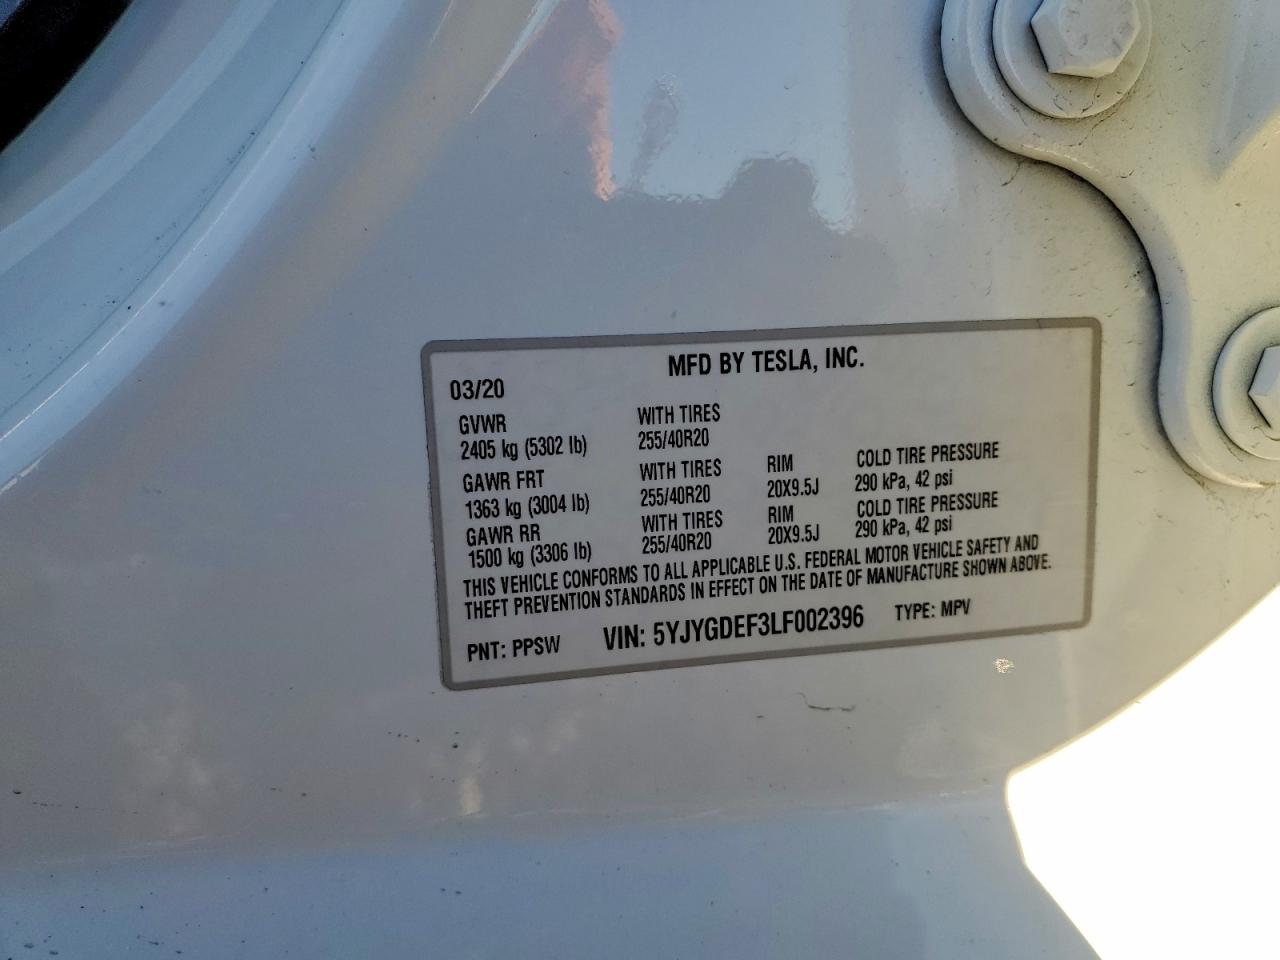 MFD BY TESLA, INC.
03/20
GVWR WITH TIRES
2405 kg (5302 lb) 255/40R20
GAWR FRT WITH TIRES RIM COLD TIRE PRESSURE
1363 kg (3004 lb) 255/40R20 20X9.5J 290 kPa, 42 psi
GAWR RR WITH TIRES RIM COLD TIRE PRESSURE
1500 kg (3306 lb) 255/40R20 20X9.5J 290 kPa, 42 psi
THIS VEHICLE CONFORMS TO ALL APPLICABLE U.S. FEDERAL MOTOR VEHICLE SAFETY AND
THEFT PREVENTION STANDARDS IN EFFECT ON THE DATE OF MANUFACTURE SHOWN ABOVE.
PNT: PPSW VIN: 5YJYGDEF3LF002396 TYPE: MPV